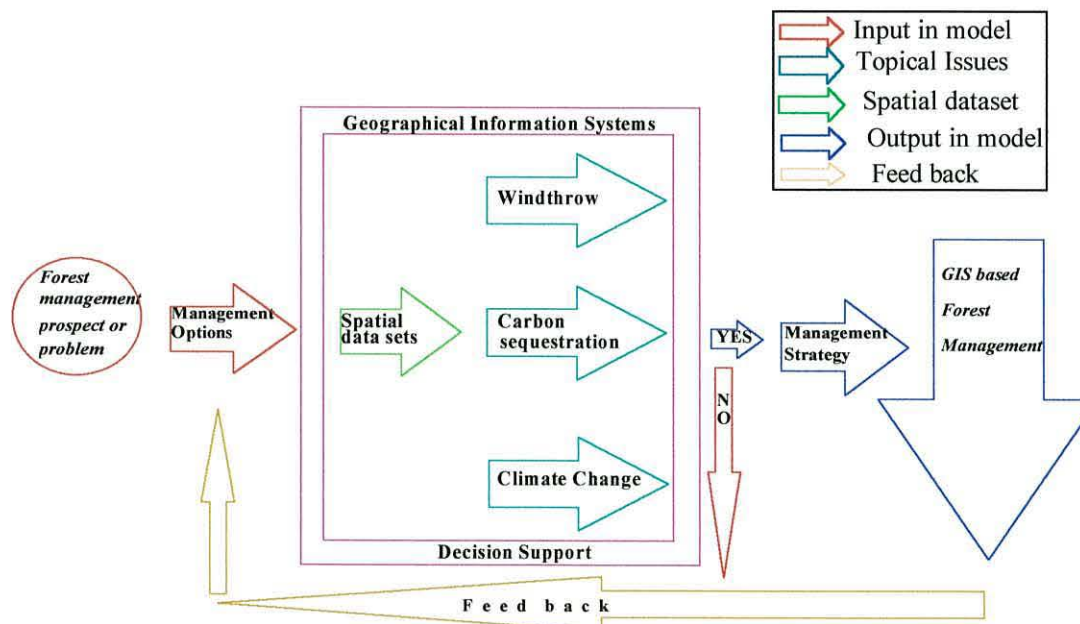 Input in model
Topical Issues
Spatial dataset
Output in model
Feed back
Geographical Information Systems
Windthrow
Forest
management
prospect or
problem
Management
Options
Spatial
data sets
Carbon
sequestration
YES
Management
Strategy
GIS based
Forest
Management
N
O
Climate Change
Decision Support
Feed back